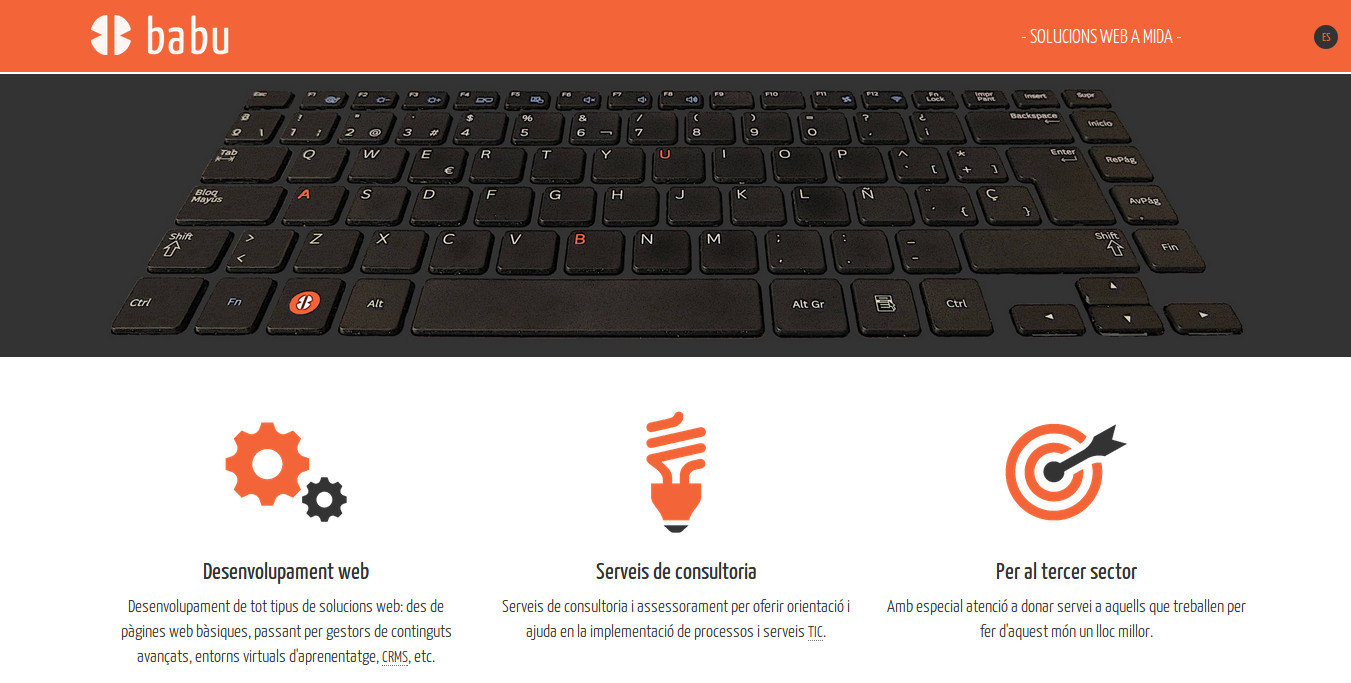 babu
- SOLUCIONS WEB A MIDA -
ES
Esc F1 F2 F3 F4 F5 F6 F7 F8 F9 F10 F11 F12 Fn Lock Impr Pant Insert Supr
ª º \ ! 1 " 2 @ · 3 # $ 4 % 5 & 6 ¬ / 7 ( 8 ) 9 = 0 ? ' ¿ ¡ Backspace Inicio
Tab Q W E € R T Y U I O P ^ ` [ * + ] Enter RePág
Bloq Mayus A S D F G H J K L Ñ ¨ ´ { Ç } AvPág
Shift > < Z X C V B N M ; , : . _ - Shift Fin
Ctrl Fn Alt Alt Gr Ctrl
Desenvolupament web
Desenvolupament de tot tipus de solucions web: des de
pàgines web bàsiques, passant per gestors de continguts
avançats, entorns virtuals d'aprenentatge, CRMS, etc.
Serveis de consultoria
Serveis de consultoria i assessorament per oferir orientació i
ajuda en la implementació de processos i serveis TIC.
Per al tercer sector
Amb especial atenció a donar servei a aquells que treballen per
fer d'aquest món un lloc millor.